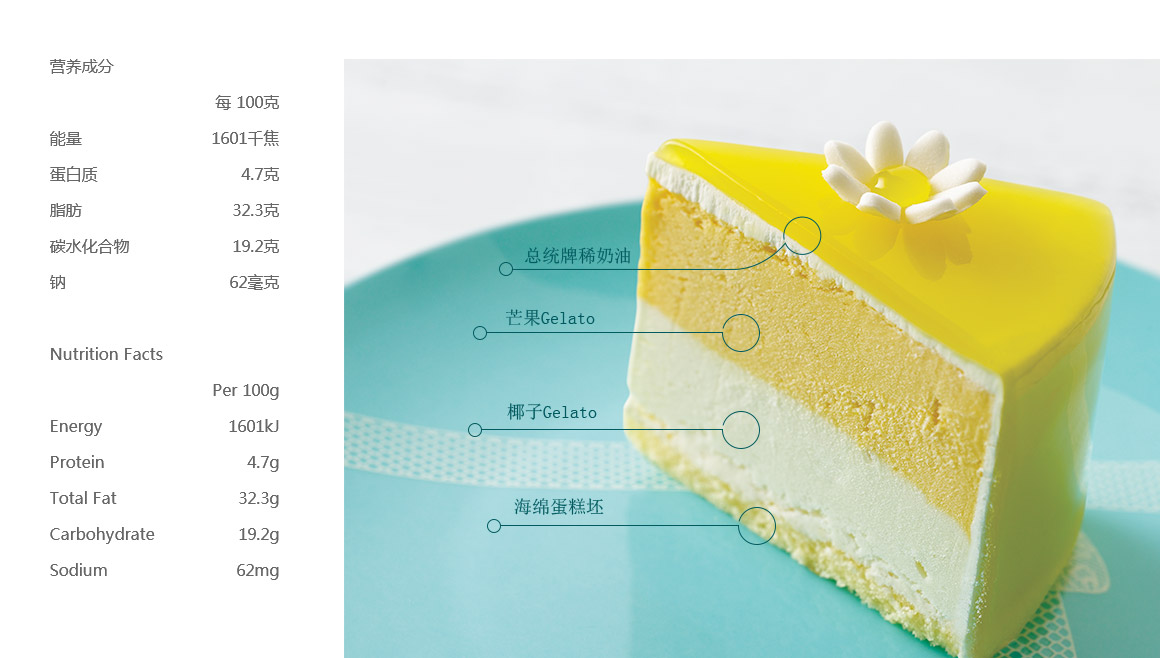 营养成分
每 100克
能量 1601千焦
蛋白质 4.7克
脂肪 32.3克
碳水化合物 19.2克
钠 62毫克
Nutrition Facts
Per 100g
Energy 1601kJ
Protein 4.7g
Total Fat 32.3g
Carbohydrate 19.2g
Sodium 62mg
总统牌稀奶油
芒果Gelato
椰子Gelato
海绵蛋糕坯